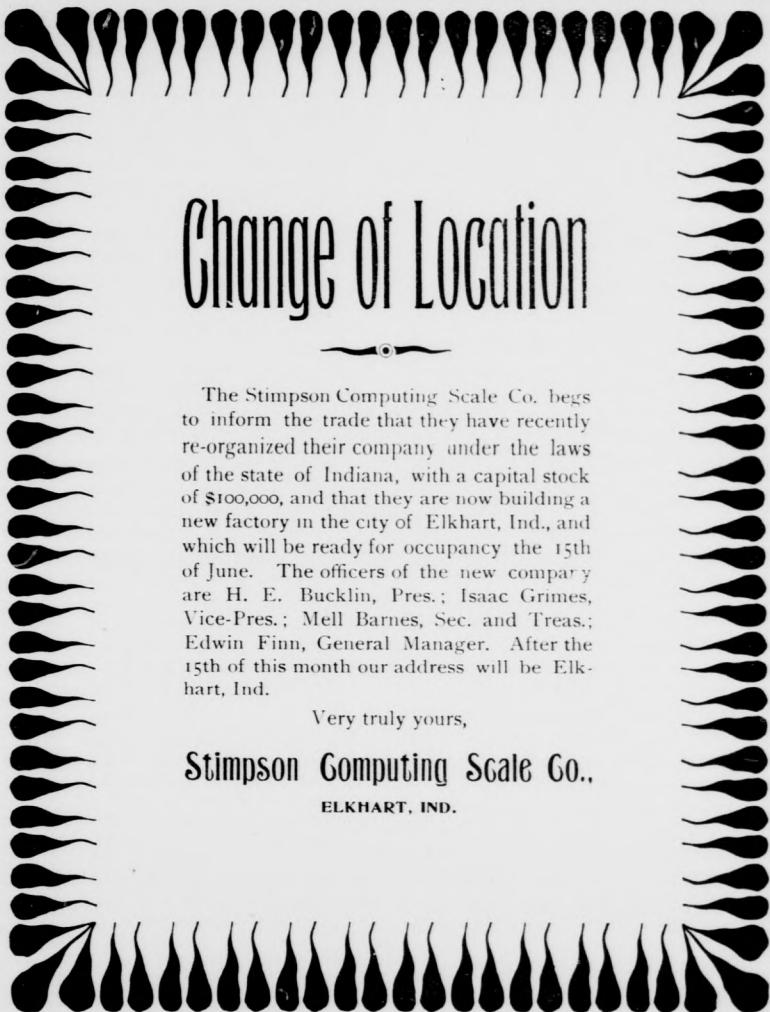 Change of Location
The Stimpson Computing Scale Co. begs
to inform the trade that they have recently
re-organized their company under the laws
of the state of Indiana, with a capital stock
of $100,000, and that they are now building a
new factory in the city of Elkhart, Ind., and
which will be ready for occupancy the 15th
of June. The officers of the new company
are H. E. Bucklin, Pres.; Isaac Grimes,
Vice-Pres.; Mell Barnes, Sec. and Treas.;
Edwin Finn, General Manager. After the
15th of this month our address will be Elk-
hart, Ind.
Very truly yours,
Stimpson Computing Scale Co.,
ELKHART, IND.